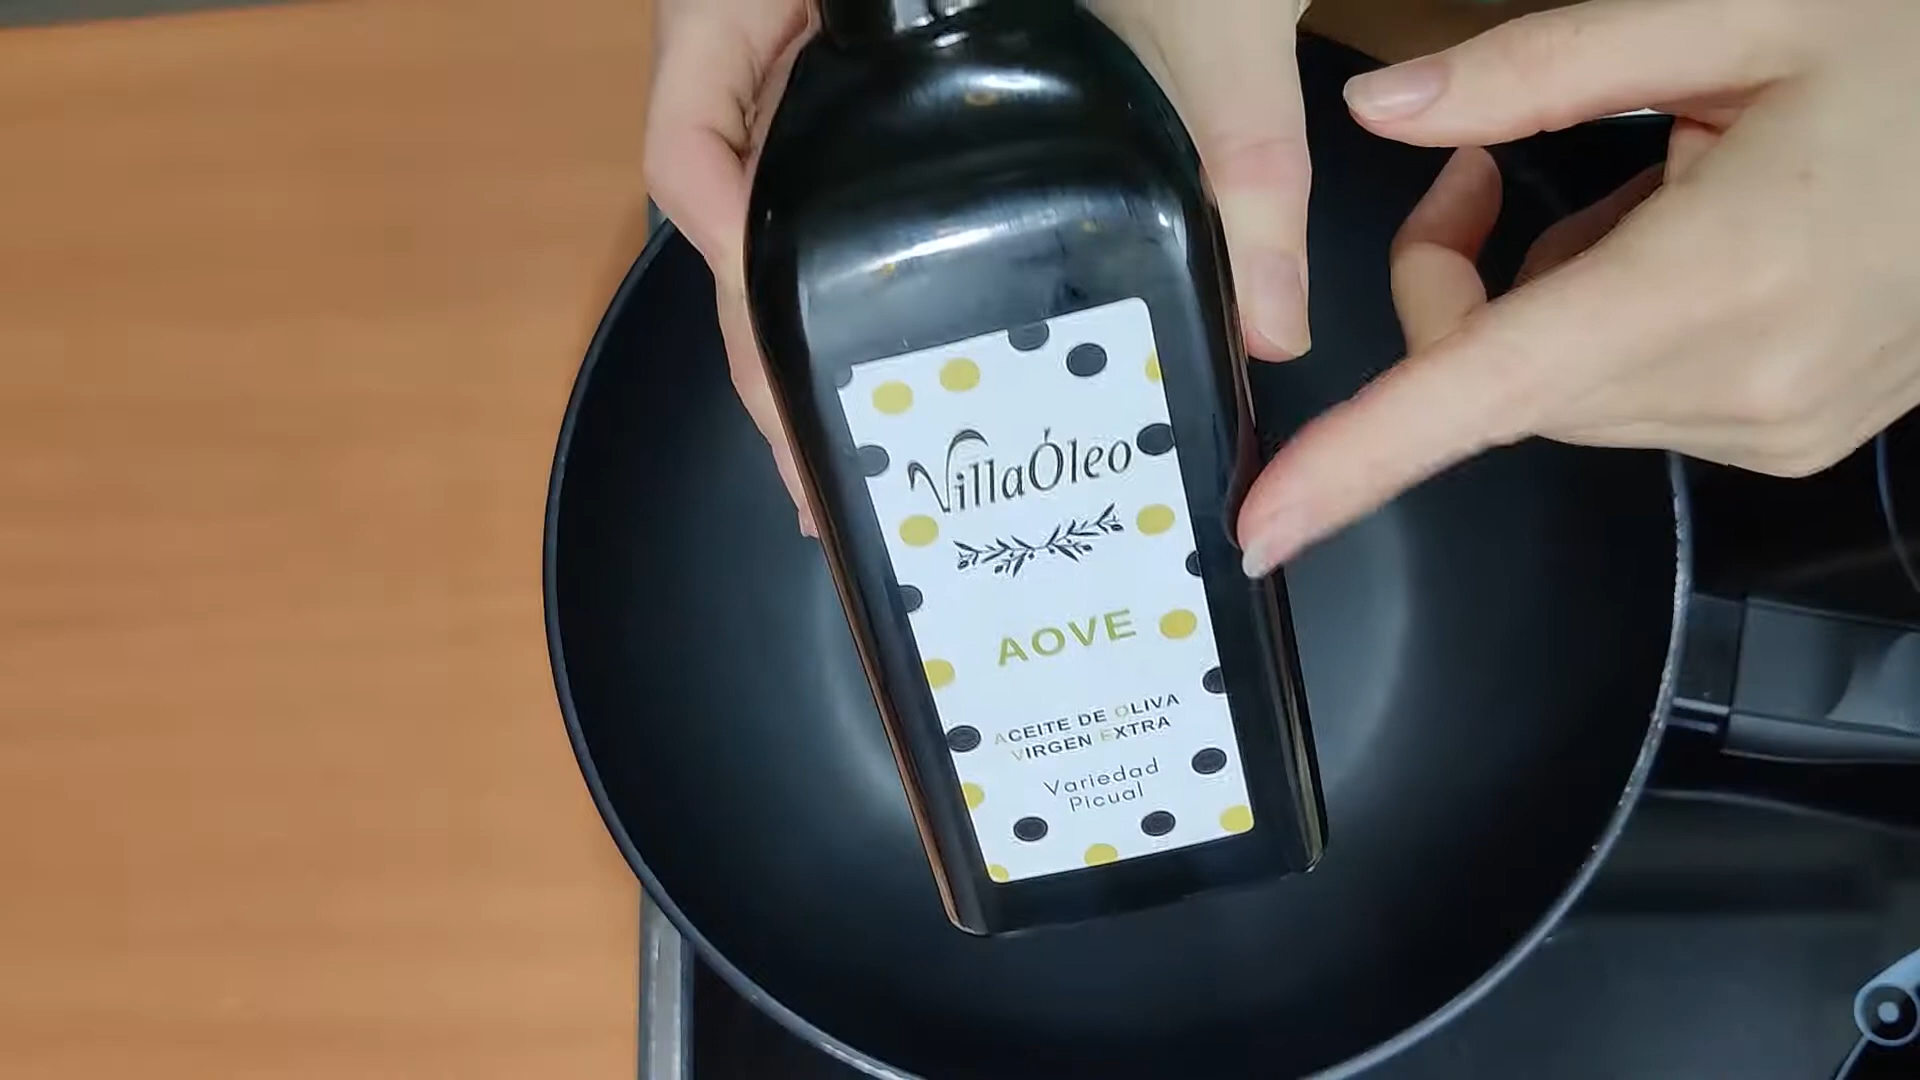 VillaÓleo
AOVE
ACEITE DE OLIVA
VIRGEN EXTRA
Variedad
Picual